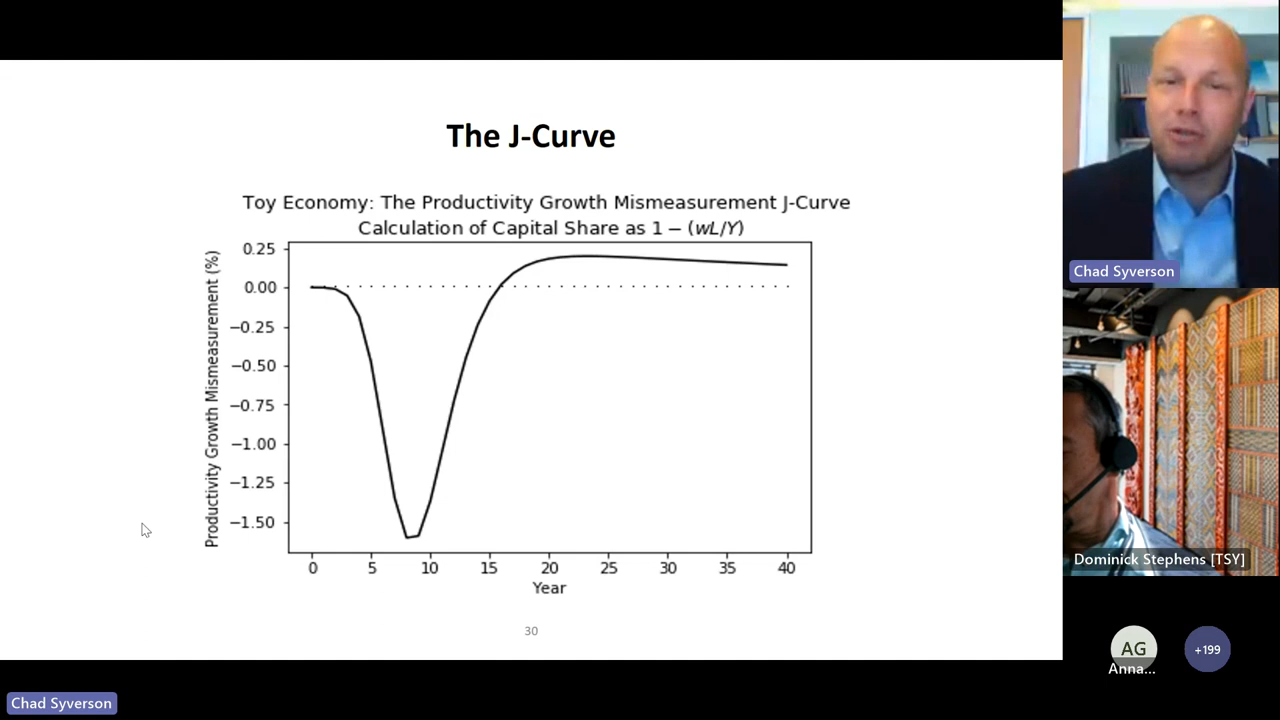 The J-Curve
Toy Economy: The Productivity Growth Mismeasurement J-Curve
Calculation of Capital Share as 1 − (wL/Y)
Productivity Growth Mismeasurement (%)
0.25
0.00
−0.25
−0.50
−0.75
−1.00
−1.25
−1.50
0 5 10 15 20 25 30 35 40
Year
30
Chad Syverson
Dominick Stephens [TSY]
AG
Anna...
+199
Chad Syverson